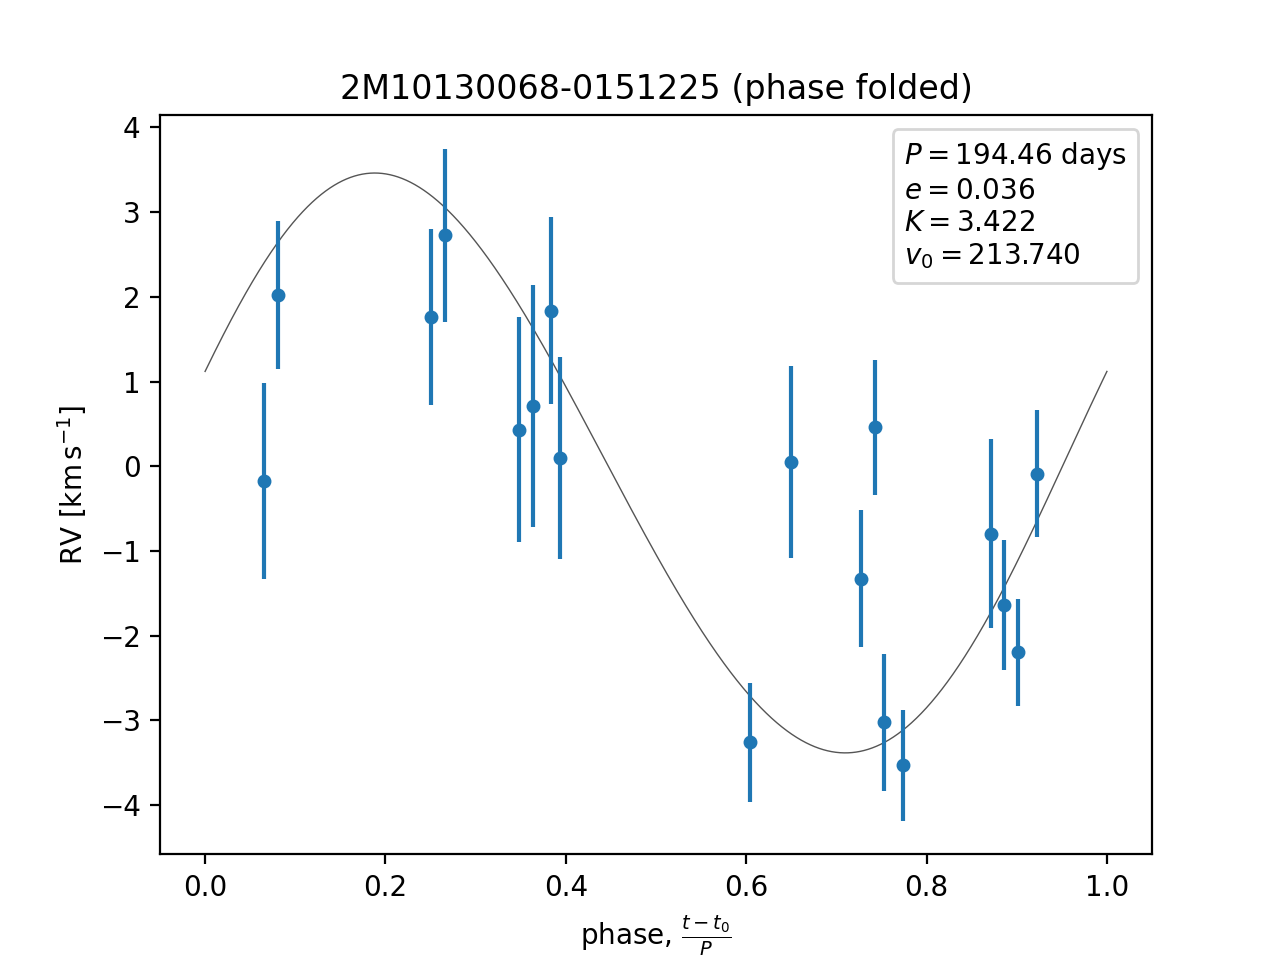 2M10130068-0151225 (phase folded)
P = 194.46 days
e = 0.036
K = 3.422
v₀ = 213.740
4
3
2
1
0
−1
−2
−3
−4
RV [km s⁻¹]
0.0 0.2 0.4 0.6 0.8 1.0
phase, (t − t₀)/P